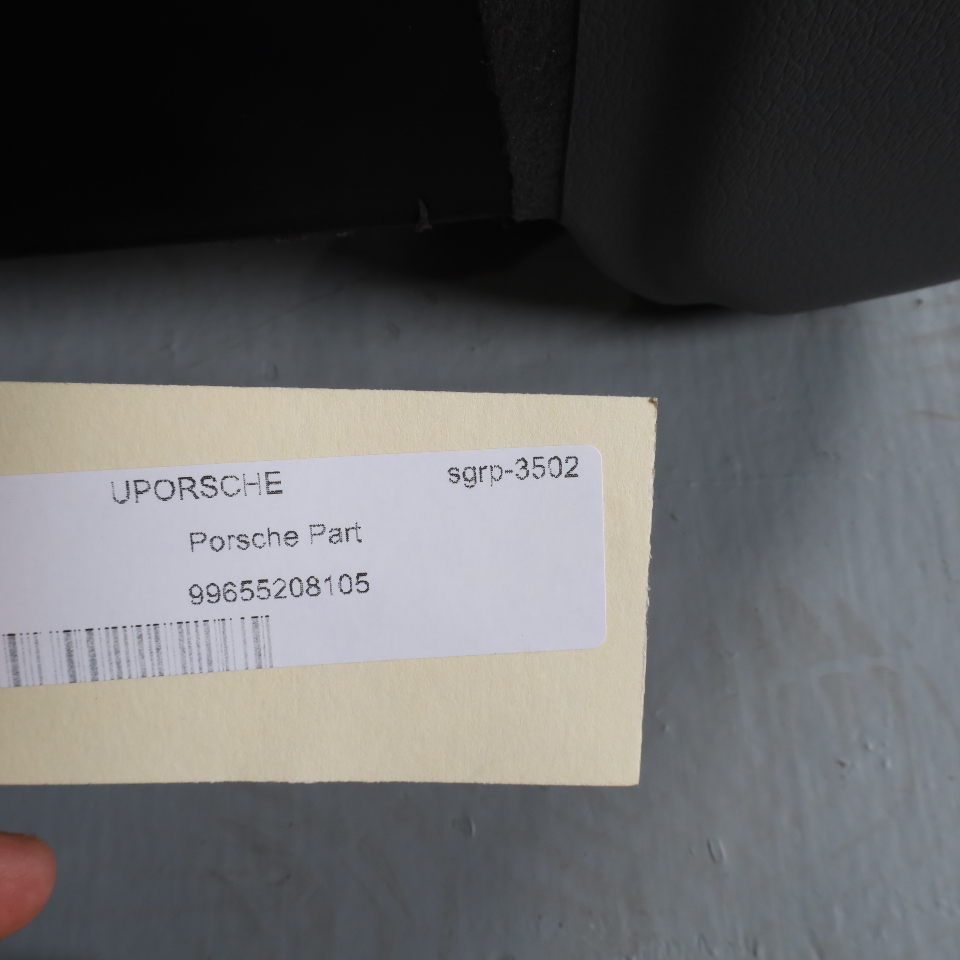 UPORSCHE
sgrp-3502
Porsche Part
99655208105